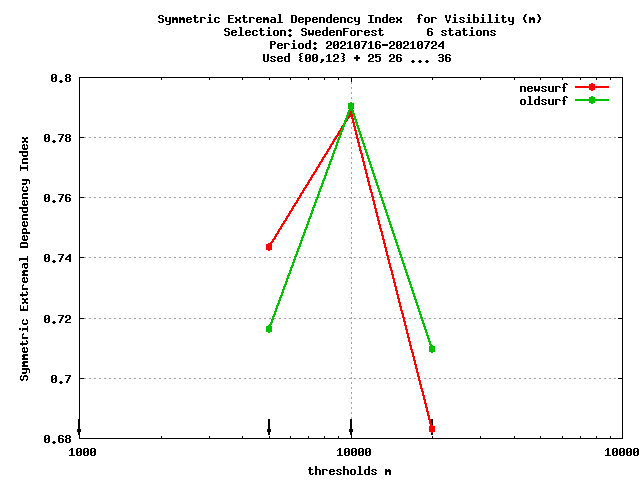 Symmetric Extremal Dependency Index for Visibility (m)
Selection: SwedenForest 6 stations
Period: 20210716-20210724
Used {00,12} + 25 26 ... 36
newsurf
oldsurf
Symmetric Extremal Dependency Index
0.8
0.78
0.76
0.74
0.72
0.7
0.68
1000 10000 10000
thresholds m